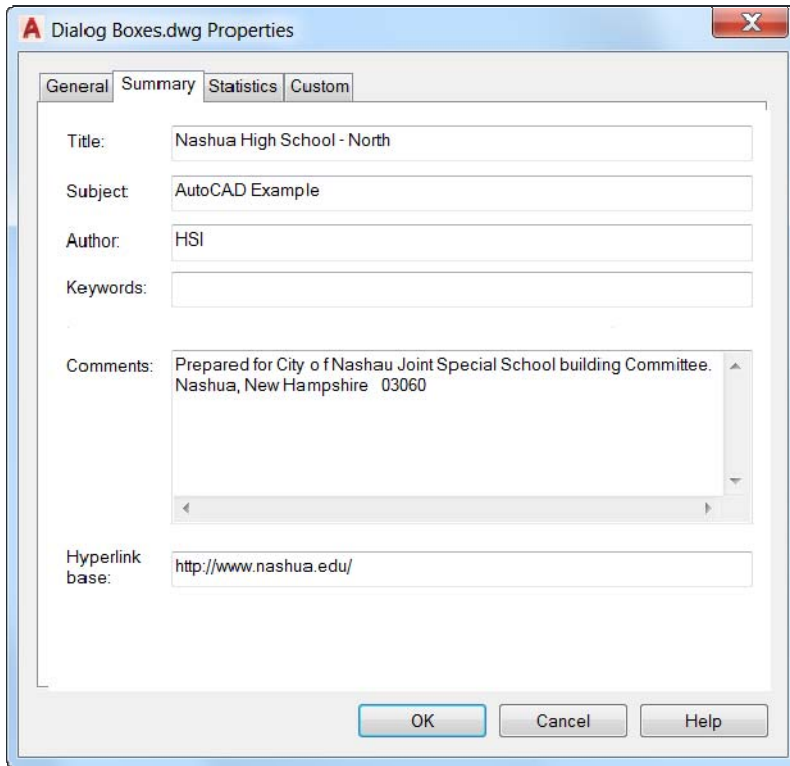 A Dialog Boxes.dwg Properties
X
General Summary Statistics Custom
Title: Nashua High School - North
Subject: AutoCAD Example
Author: HSI
Keywords:
Comments: Prepared for City o f Nashau Joint Special School building Committee.
Nashua, New Hampshire 03060
Hyperlink
base: http://www.nashua.edu/
OK Cancel Help